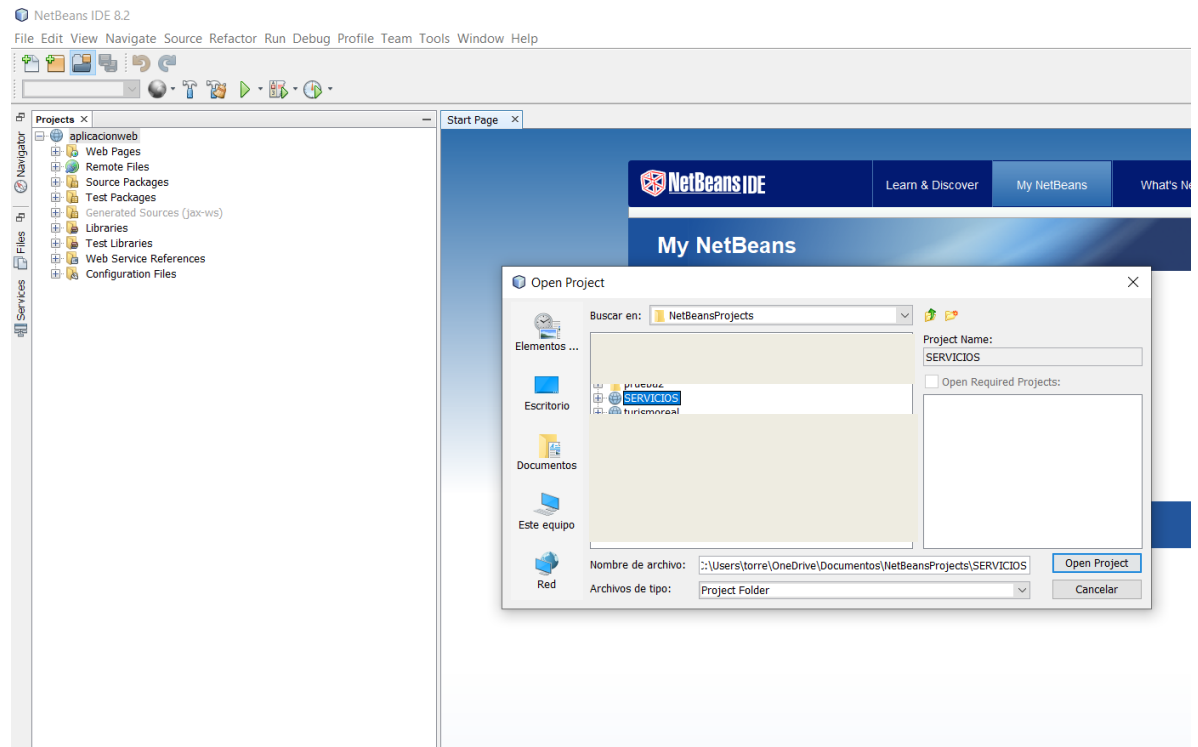 NetBeans IDE 8.2
File Edit View Navigate Source Refactor Run Debug Profile Team Tools Window Help
Projects
Start Page
Navigator
Files
Services
aplicacionweb
Web Pages
Remote Files
Source Packages
Test Packages
Generated Sources (jax-ws)
Libraries
Test Libraries
Web Service References
Configuration Files
NetBeans IDE
Learn & Discover
My NetBeans
What's
My NetBeans
Open Project
Buscar en: NetBeansProjects
Elementos ...
Escritorio
Documentos
Este equipo
Red
SERVICIOS
turismoreal
Project Name:
SERVICIOS
Open Required Projects:
Nombre de archivo: :\Users\torre\OneDrive\Documentos\NetBeansProjects\SERVICIOS
Open Project
Archivos de tipo: Project Folder
Cancelar